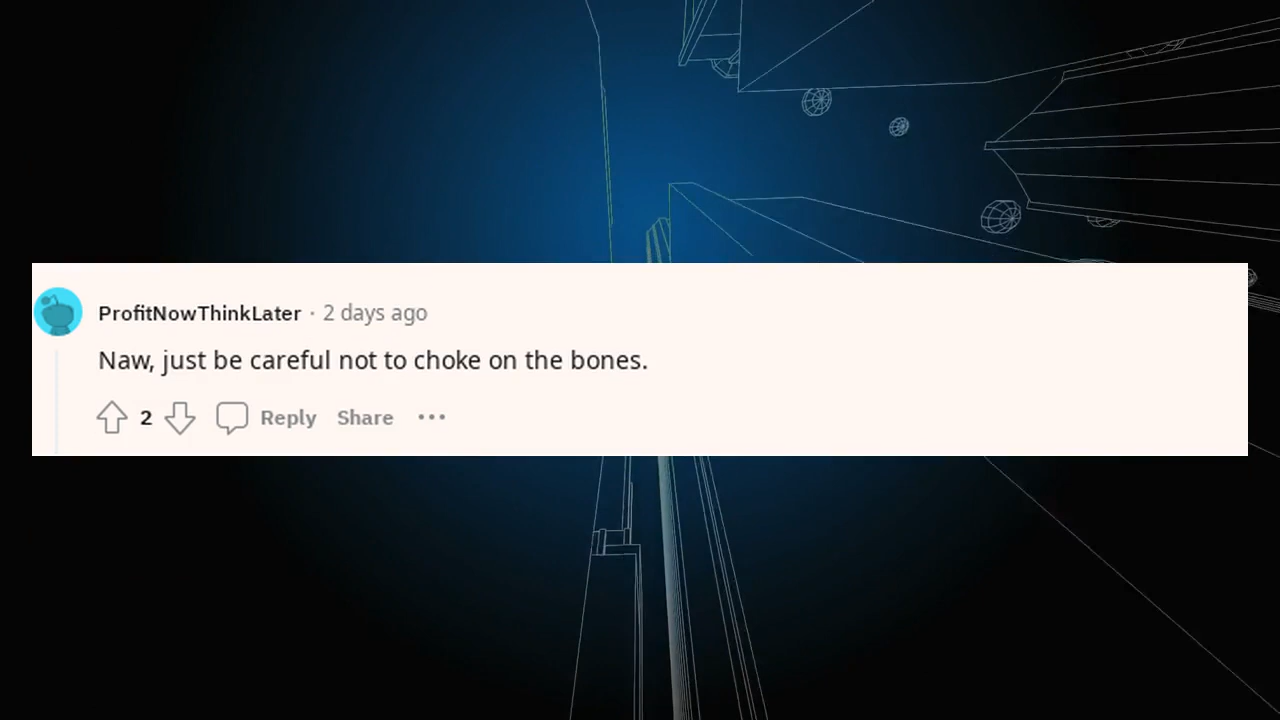 ProfitNowThinkLater · 2 days ago
Naw, just be careful not to choke on the bones.
2 Reply Share •••